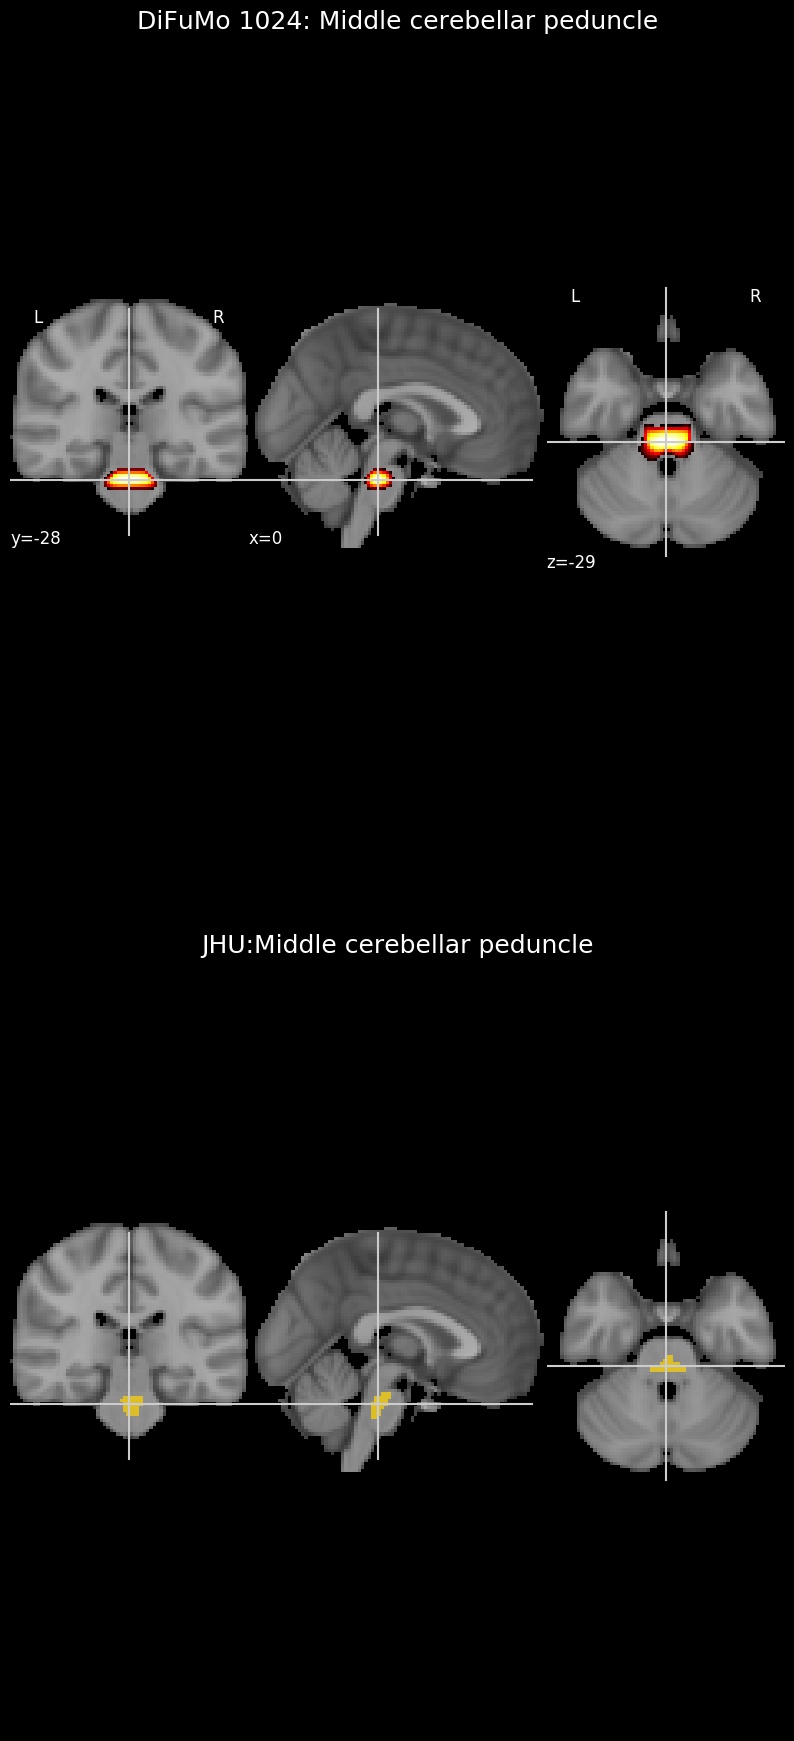 DiFuMo 1024: Middle cerebellar peduncle
L R
L R
y=-28
x=0
z=-29
JHU:Middle cerebellar peduncle